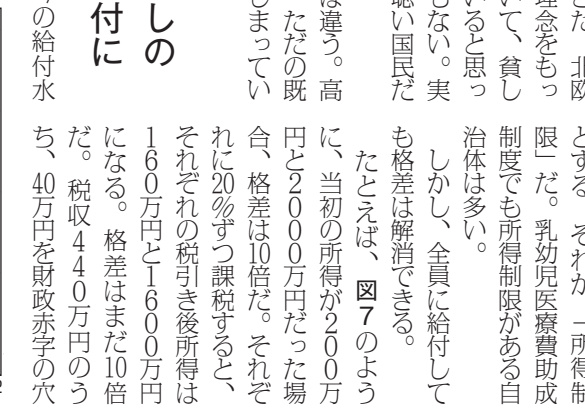 北欧
理念をもっ
いて、貧し
いると思っ
もない。実
聡い国民だ
は違う。高
ただの既
しまってい
しの
付に
の給付水
とする。それが「所得制
限」だ。乳幼児医療費助成
制度でも所得制限がある自
治体は多い。
しかし、全員に給付して
も格差は解消できる。
たとえば、図7のよう
に、当初の所得が200万
円と2000万円だった場
合、格差は10倍だ。それぞ
れに20%ずつ課税すると、
それぞれの税引き後所得は
160万円と1600万円
になる。格差はまだ10倍
だ。税収440万円のう
ち、40万円を財政赤字の穴